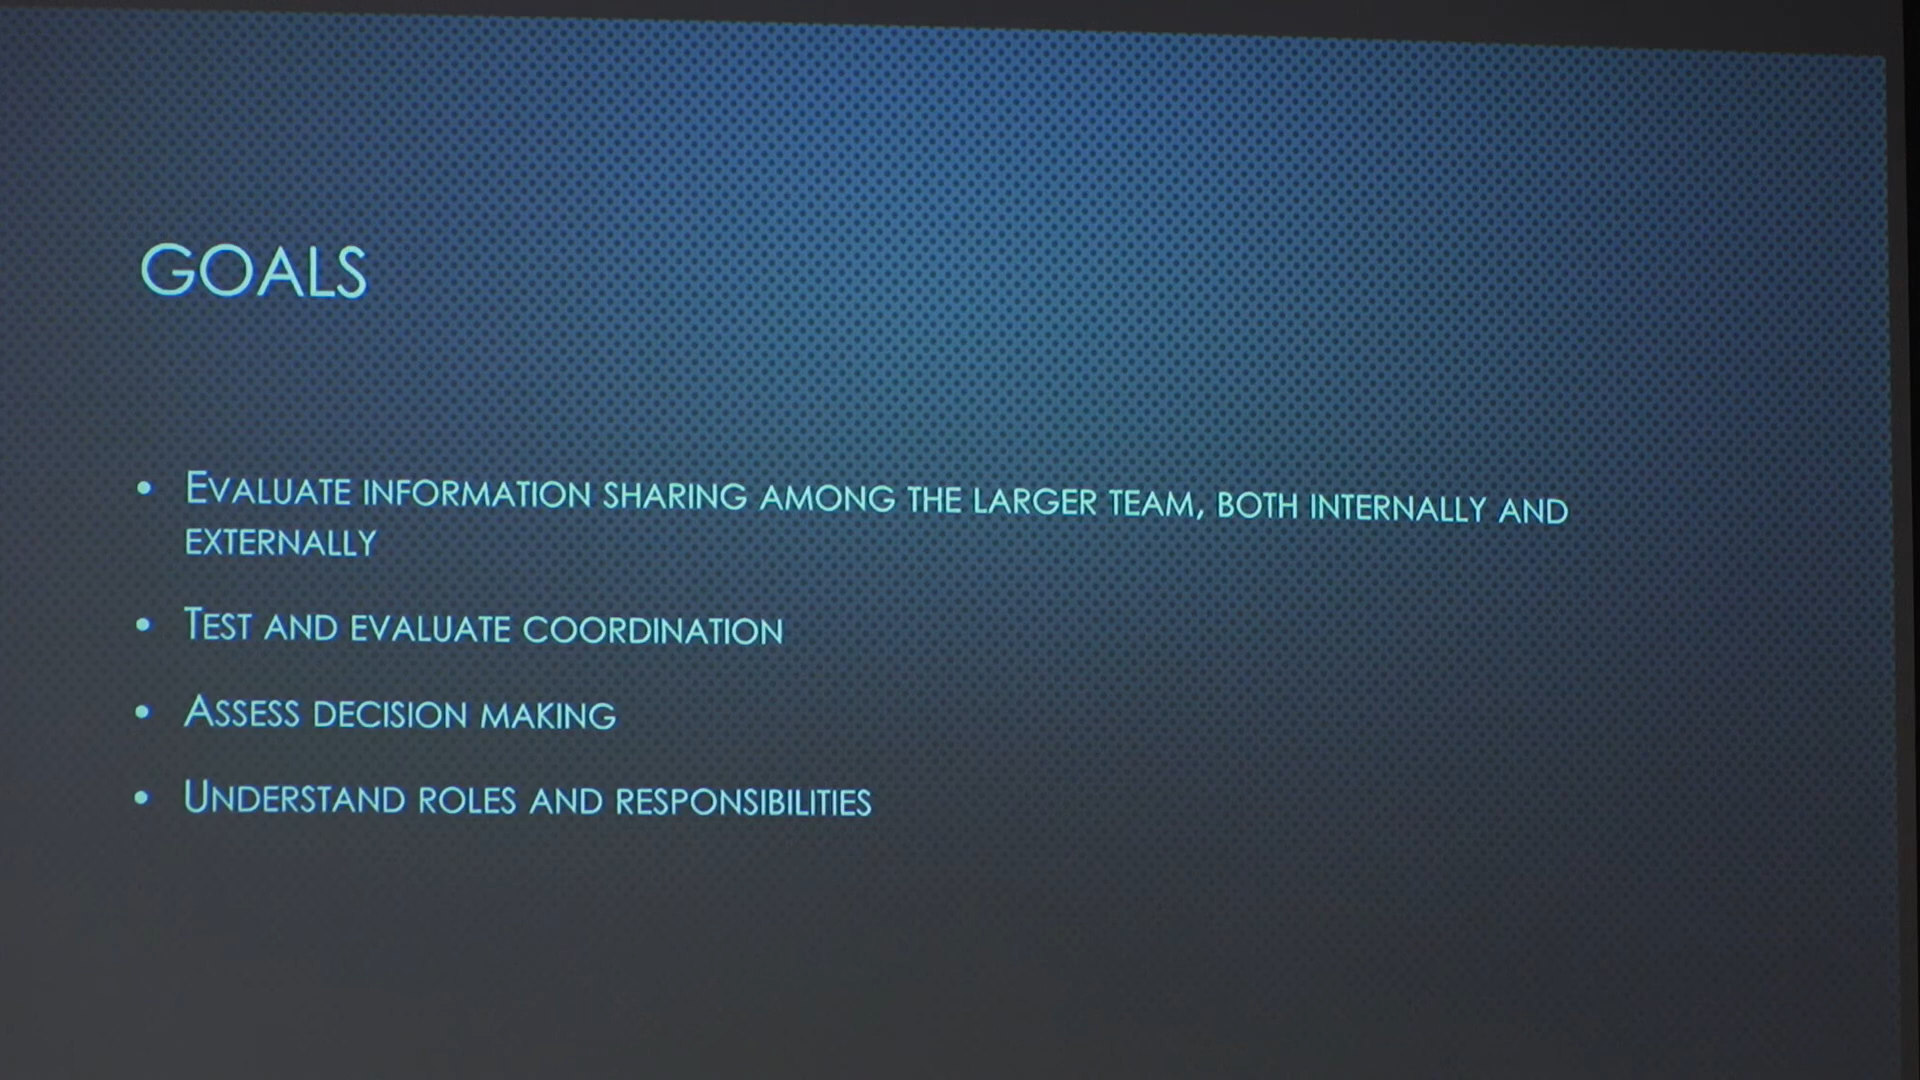 GOALS
• EVALUATE INFORMATION SHARING AMONG THE LARGER TEAM, BOTH INTERNALLY AND
EXTERNALLY
• TEST AND EVALUATE COORDINATION
• ASSESS DECISION MAKING
• UNDERSTAND ROLES AND RESPONSIBILITIES